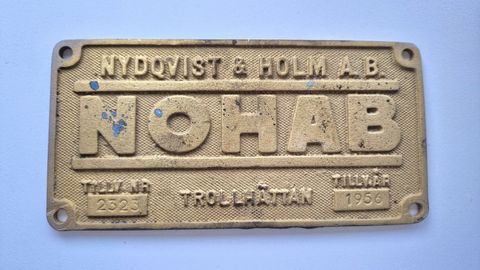 NYDQVIST & HOLM A.B.
NOHAB
TILLV. NR TROLLHÄTTAN TILLV. ÅR
2323 1956